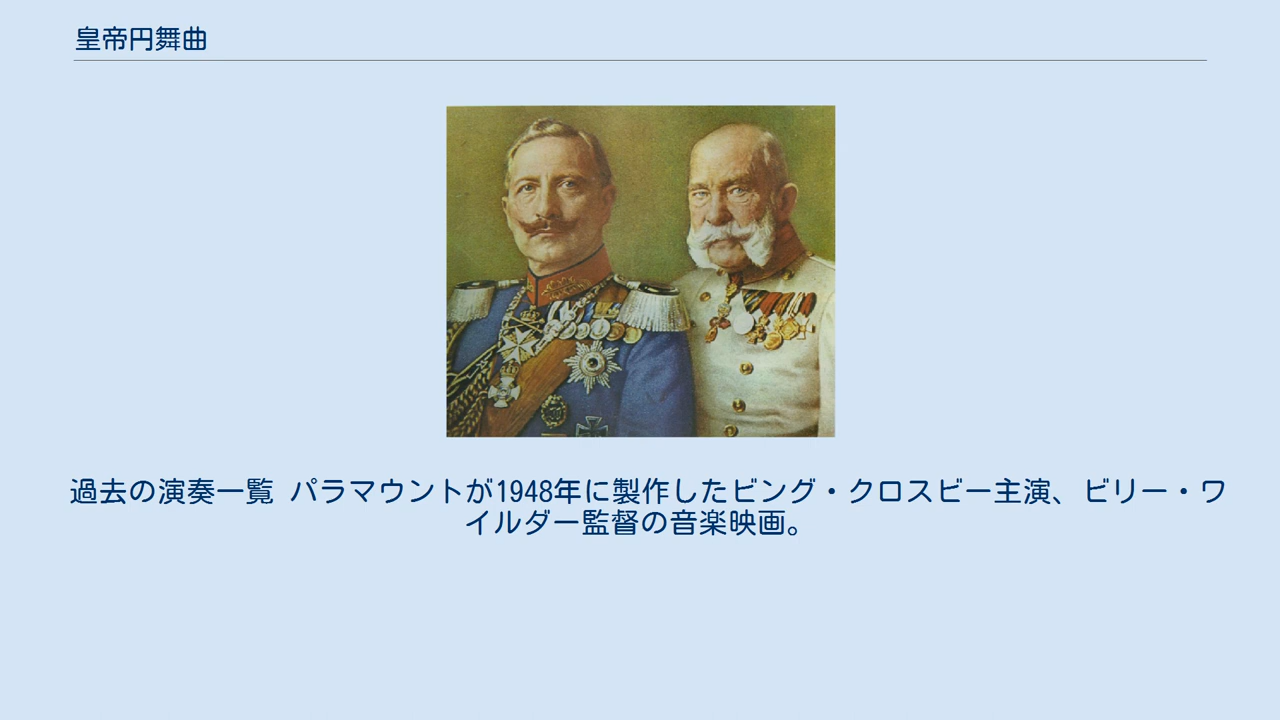 皇帝円舞曲
過去の演奏一覧 パラマウントが1948年に製作したビング・クロスビー主演、ビリー・ワ
イルダー監督の音楽映画。